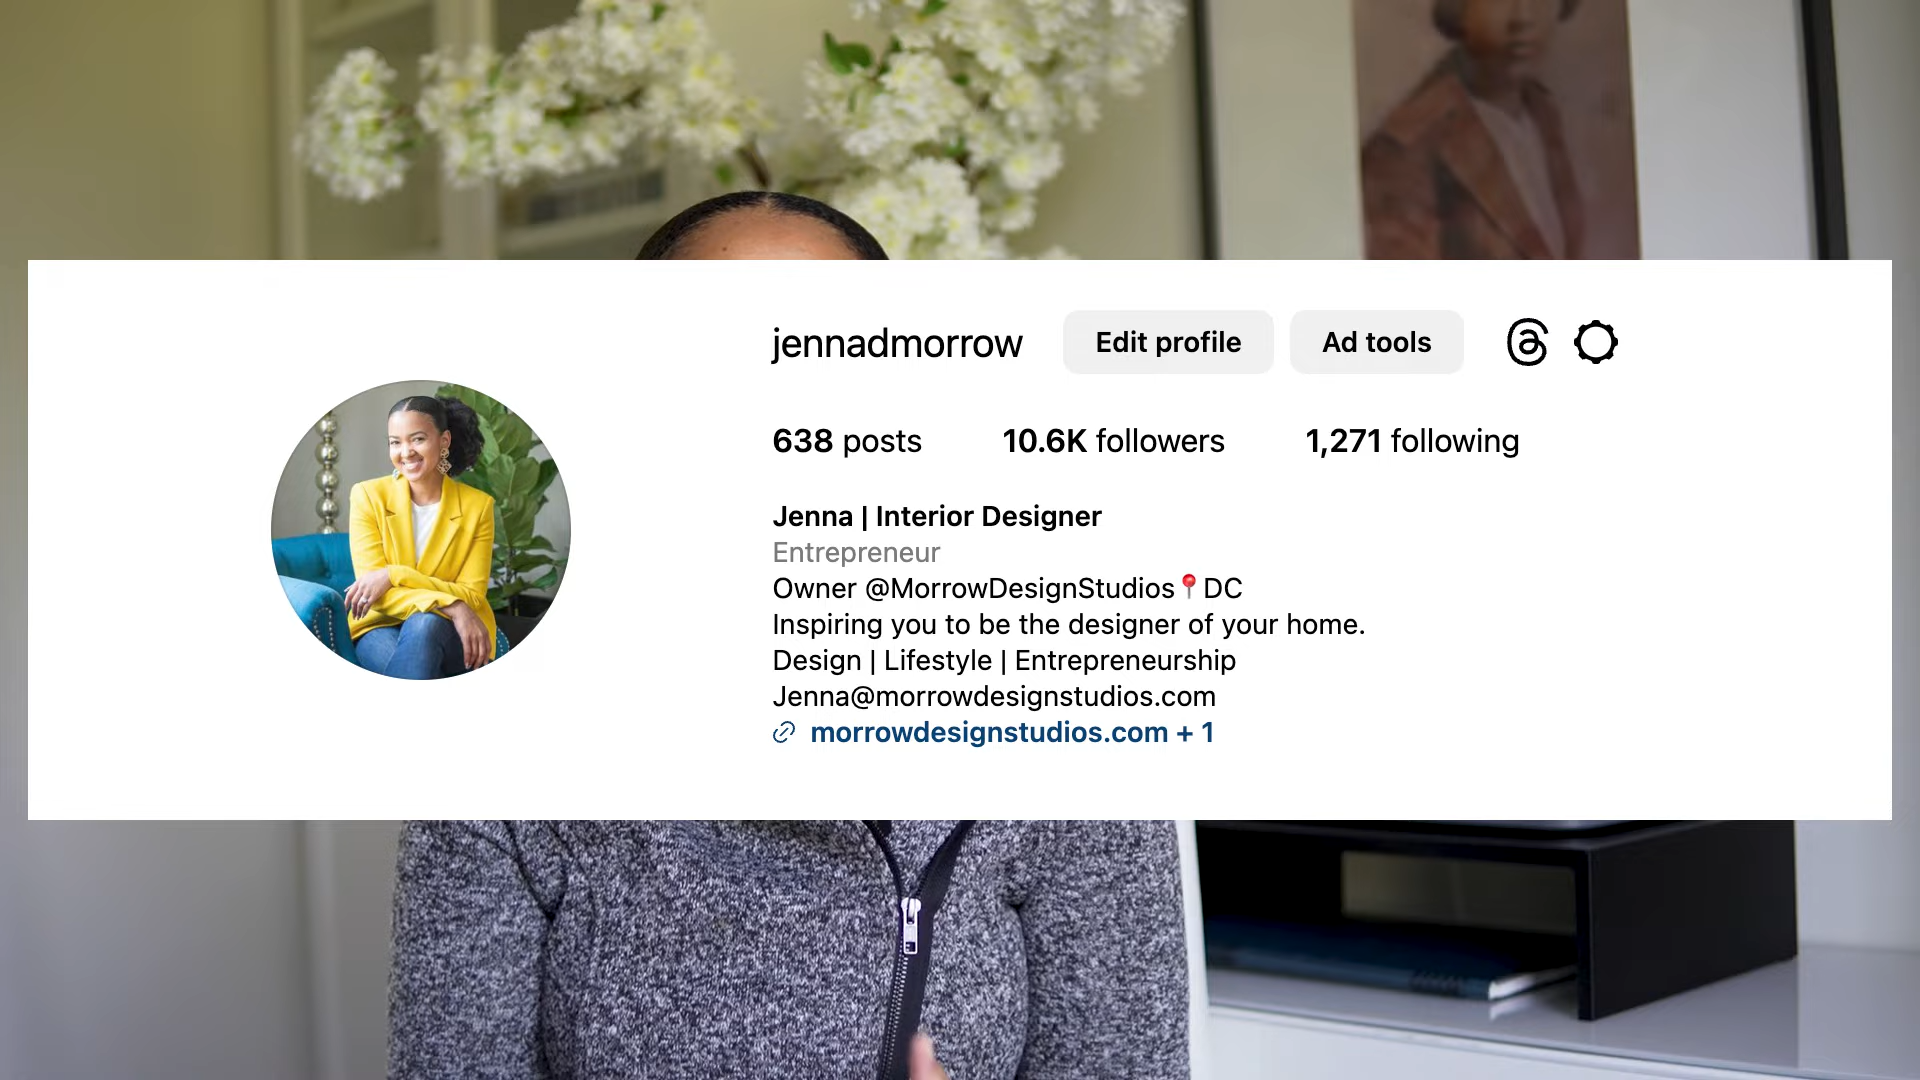 jennadmorrow Edit profile Ad tools
638 posts 10.6K followers 1,271 following
Jenna | Interior Designer
Entrepreneur
Owner @MorrowDesignStudios📍DC
Inspiring you to be the designer of your home.
Design | Lifestyle | Entrepreneurship
Jenna@morrowdesignstudios.com
morrowdesignstudios.com + 1